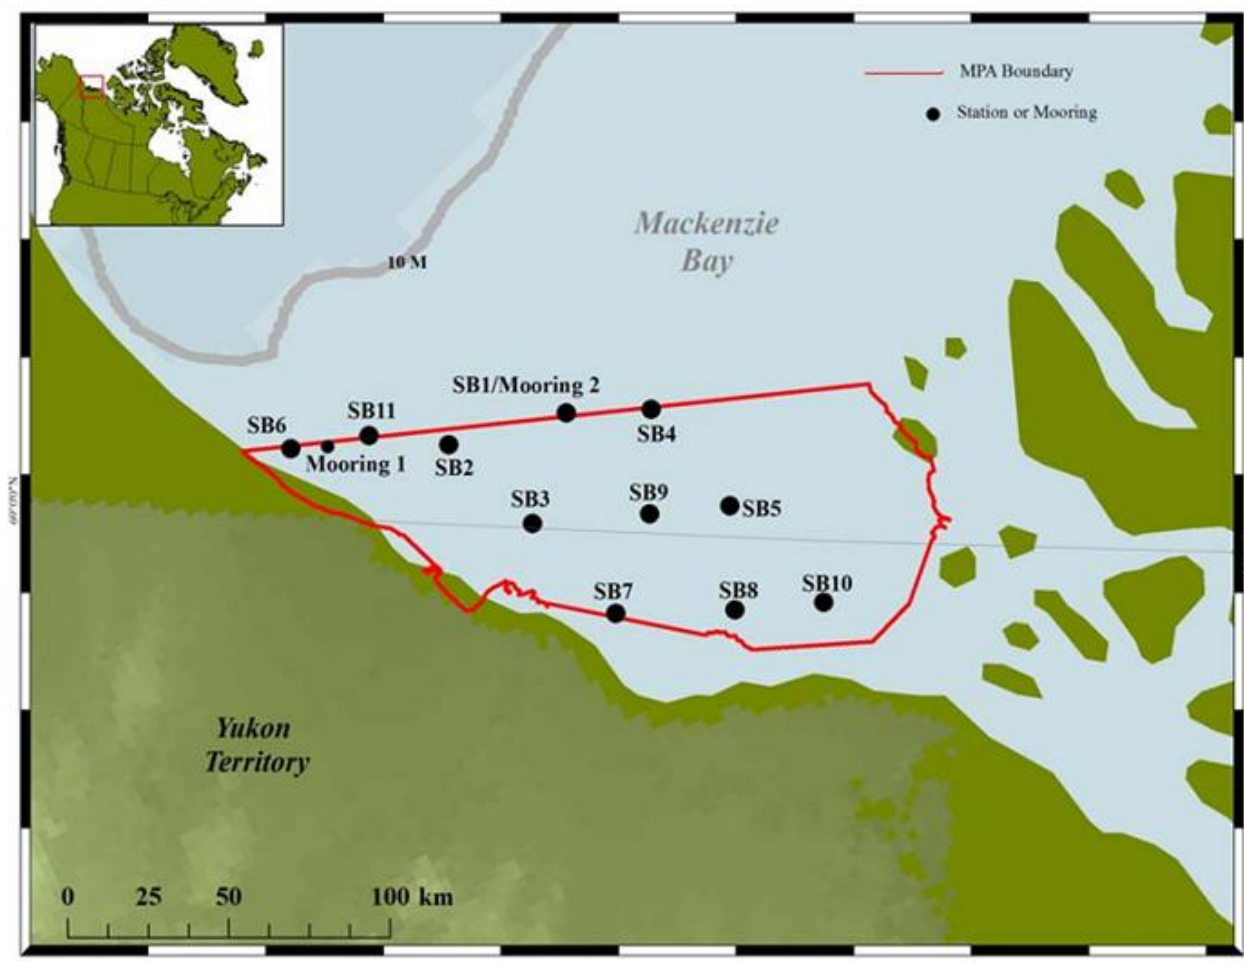 MPA Boundary
Station or Mooring
Mackenzie
Bay
10 M
SB1/Mooring 2
SB11
SB6
SB4
Mooring 1
SB2
SB9
SB3
SB5
SB10
SB7
SB8
Yukon
Territory
0 25 50 100 km